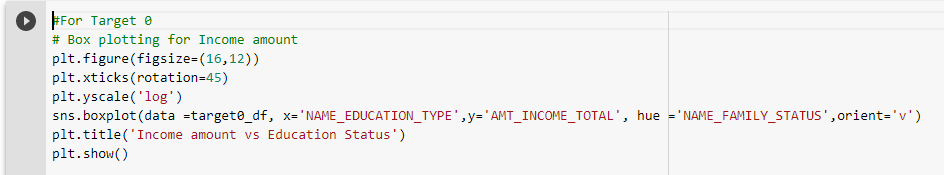 #For Target 0
# Box plotting for Income amount
plt.figure(figsize=(16,12))
plt.xticks(rotation=45)
plt.yscale('log')
sns.boxplot(data =target0_df, x='NAME_EDUCATION_TYPE',y='AMT_INCOME_TOTAL', hue ='NAME_FAMILY_STATUS',orient='v')
plt.title('Income amount vs Education Status')
plt.show()